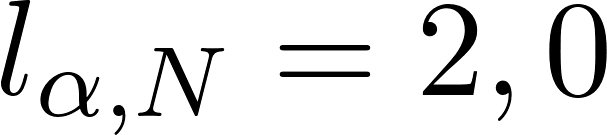 l_{α,N} = 2,0